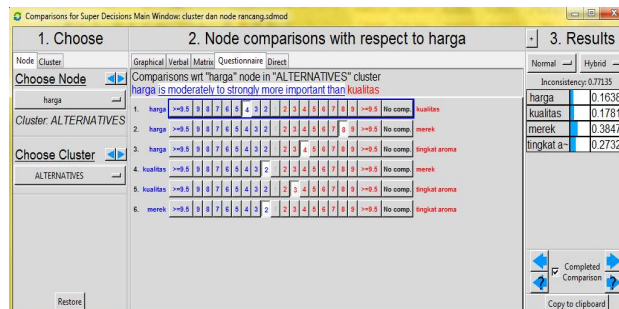 Comparisons for Super Decisions Main Window: cluster dan node rancang.sdmod
1. Choose
Node Cluster
Choose Node
harga
Cluster: ALTERNATIVES
Choose Cluster
ALTERNATIVES
Restore
2. Node comparisons with respect to harga
Graphical Verbal Matrix Questionnaire Direct
Comparisons wrt "harga" node in "ALTERNATIVES" cluster
harga is moderately to strongly more important than kualitas
1. harga >=9.5 9 8 7 6 5 4 3 2 2 3 4 5 6 7 8 9 >=9.5 No comp. kualitas
2. harga >=9.5 9 8 7 6 5 4 3 2 2 3 4 5 6 7 8 9 >=9.5 No comp. merek
3. harga >=9.5 9 8 7 6 5 4 3 2 2 3 4 5 6 7 8 9 >=9.5 No comp. tingkat aroma
4. kualitas >=9.5 9 8 7 6 5 4 3 2 2 3 4 5 6 7 8 9 >=9.5 No comp. merek
5. kualitas >=9.5 9 8 7 6 5 4 3 2 2 3 4 5 6 7 8 9 >=9.5 No comp. tingkat aroma
6. merek >=9.5 9 8 7 6 5 4 3 2 2 3 4 5 6 7 8 9 >=9.5 No comp. tingkat aroma
+ 3. Results
Normal Hybrid
Inconsistency: 0.77135
harga 0.1638
kualitas 0.1781
merek 0.3847
tingkat a~ 0.2732
Completed
Comparison
Copy to clipboard